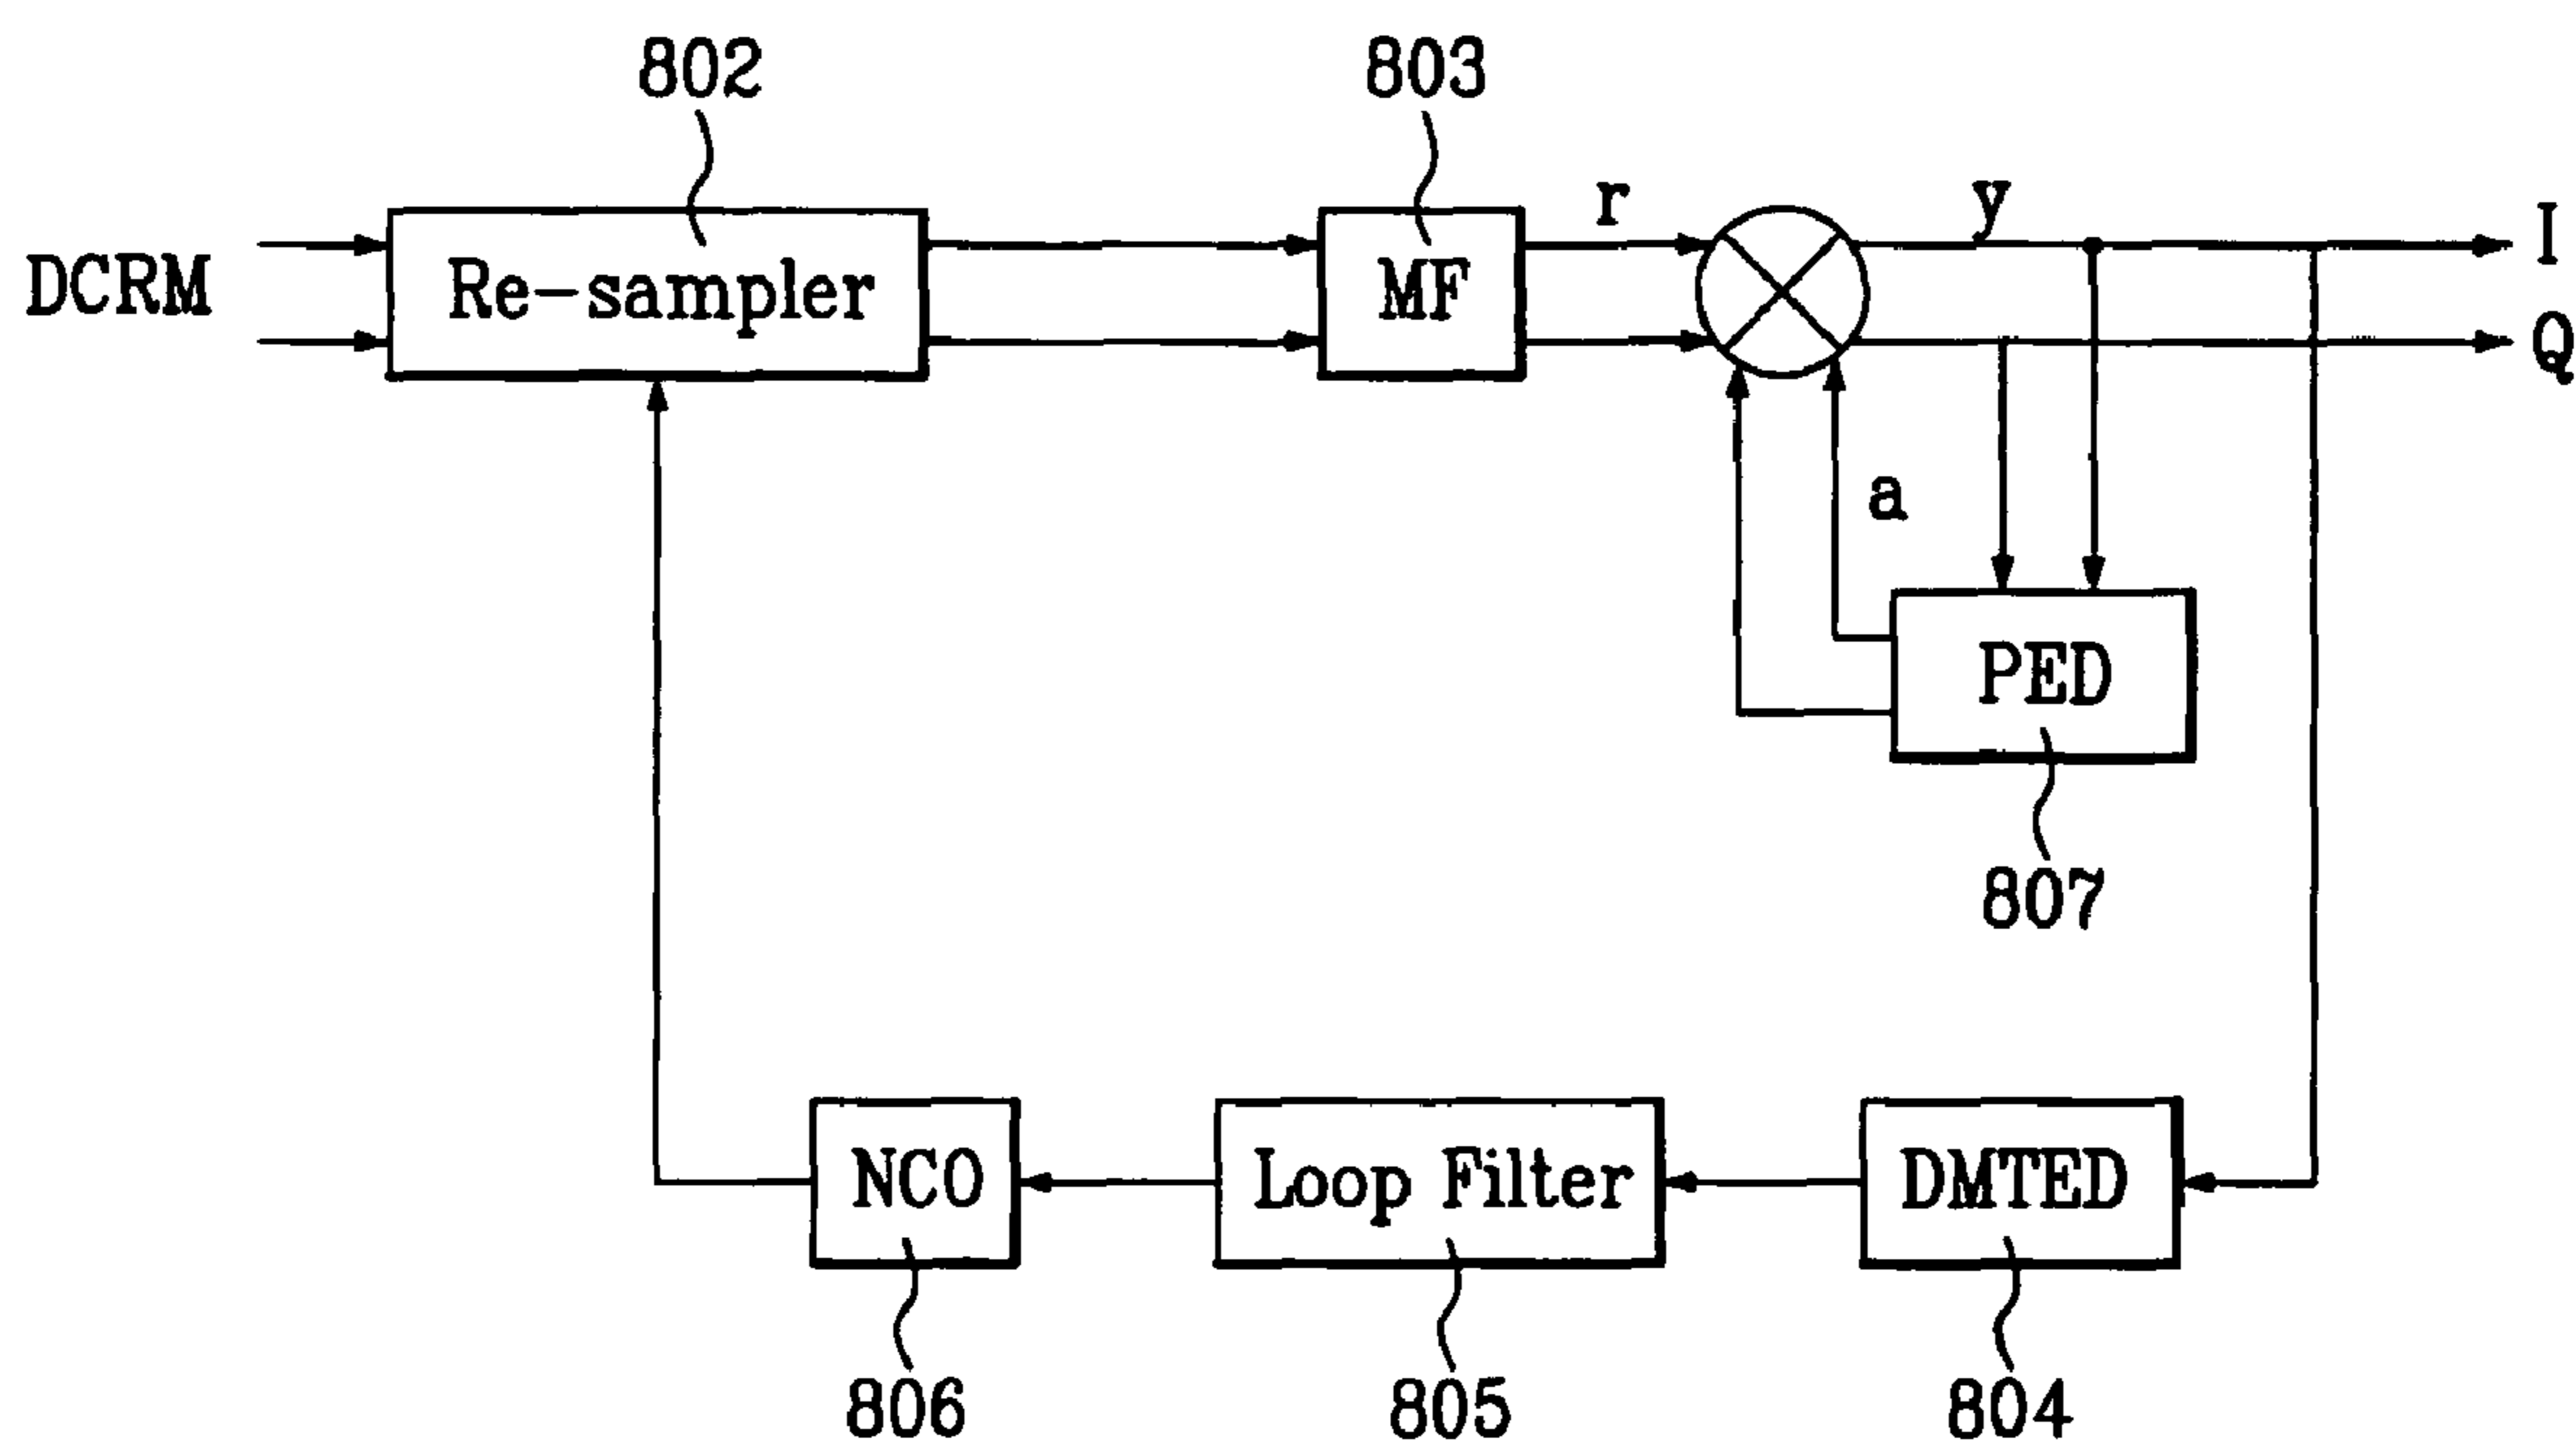 802
803
r
y
I
DCRM
Re-sampler
MF
Q
a
PED
807
NCO
Loop Filter
DMTED
806
805
804